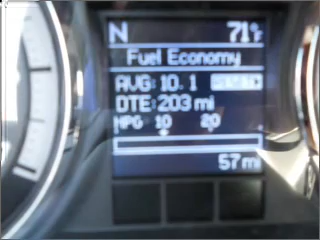 N 71°F
Fuel Economy
AVG: 10.1
DTE: 203 mi
MPG 10 20
57 mi